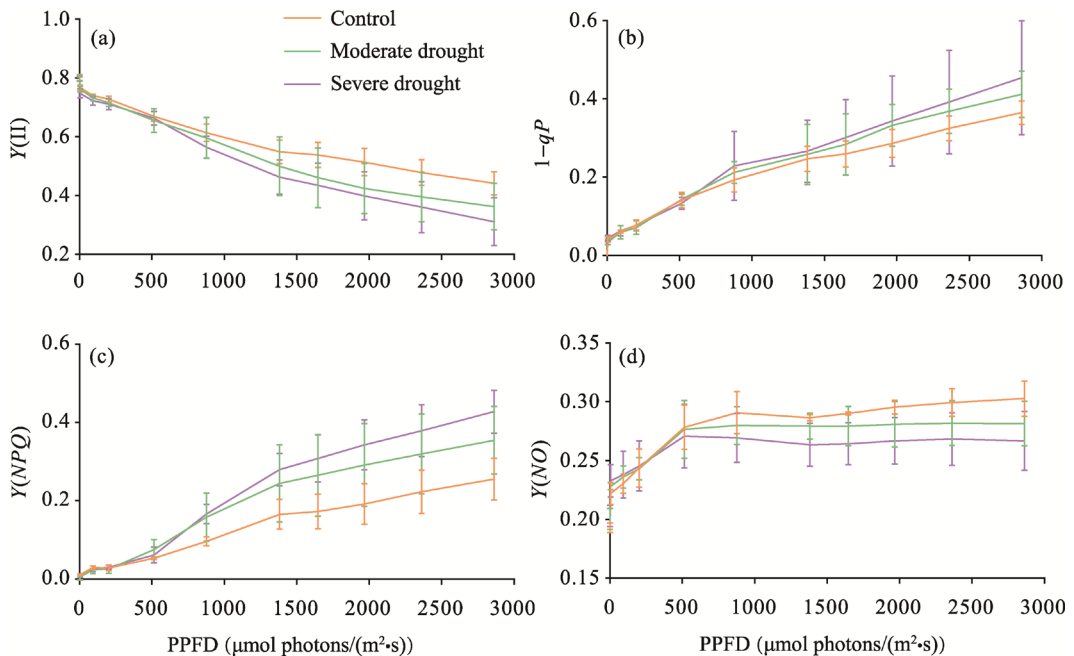 (a)
Control
Moderate drought
Severe drought
1.0
0.8
0.6
0.4
0.2
Y(II)
0 500 1000 1500 2000 2500 3000
(b)
0.6
0.4
0.2
0.0
1−qP
0 500 1000 1500 2000 2500 3000
(c)
0.6
0.4
0.2
0.0
Y(NPQ)
0 500 1000 1500 2000 2500 3000
PPFD (μmol photons/(m²•s))
(d)
0.35
0.30
0.25
0.20
0.15
Y(NO)
0 500 1000 1500 2000 2500 3000
PPFD (μmol photons/(m²•s))